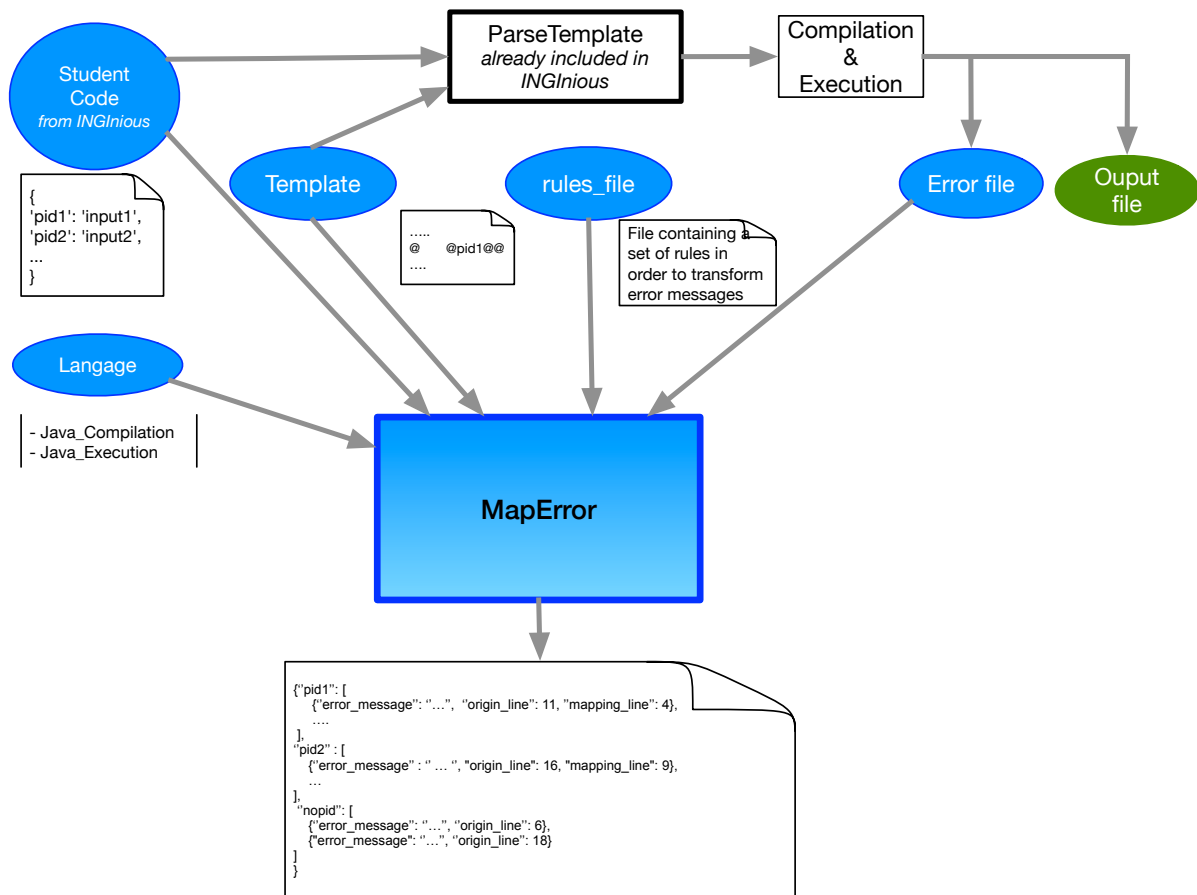 ParseTemplate
already included in
INGInious
Compilation
&
Execution
Student
Code
from INGInious
Template
rules_file
Error file
Ouput
file
{
'pid1': 'input1',
'pid2': 'input2',
...
}
.....
@      @pid1@@
....
File containing a
set of rules in
order to transform
error messages
Langage
- Java_Compilation
- Java_Execution
MapError
{‘’pid1’’: [
{‘’error_message’’: ‘’…’’,  ‘’origin_line’’: 11, ’’mapping_line’’: 4},
….
],
‘’pid2’’ : [
{‘’error_message’’ : ‘’ … ‘’, "origin_line": 16, "mapping_line": 9},
…
],
‘’nopid’’: [
{‘’error_message’’: ‘’…’’, ‘’origin_line’’: 6},
{"error_message": ‘’…’’, ‘’origin_line’’: 18}
]
}